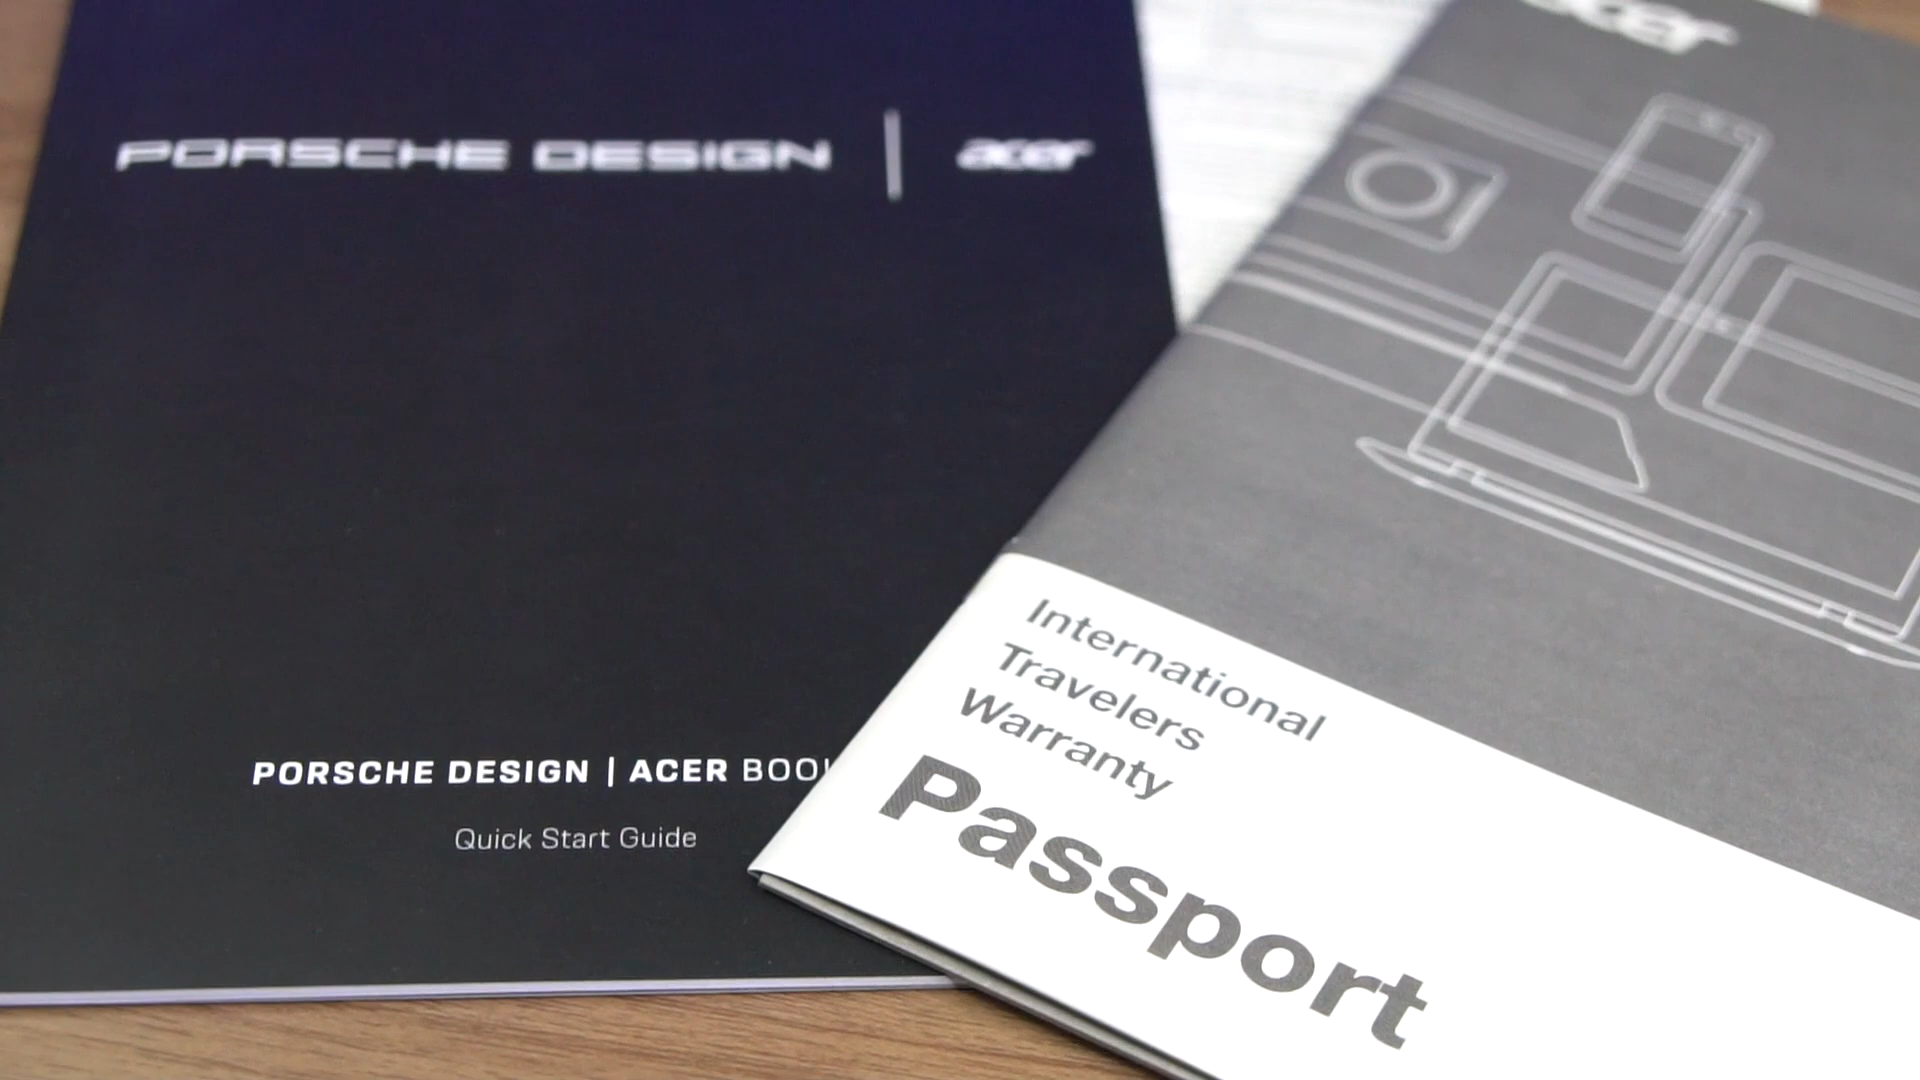 PORSCHE DESIGN | acer
PORSCHE DESIGN | ACER
Quick Start Guide
acer
International
Travelers
Warranty
Passport